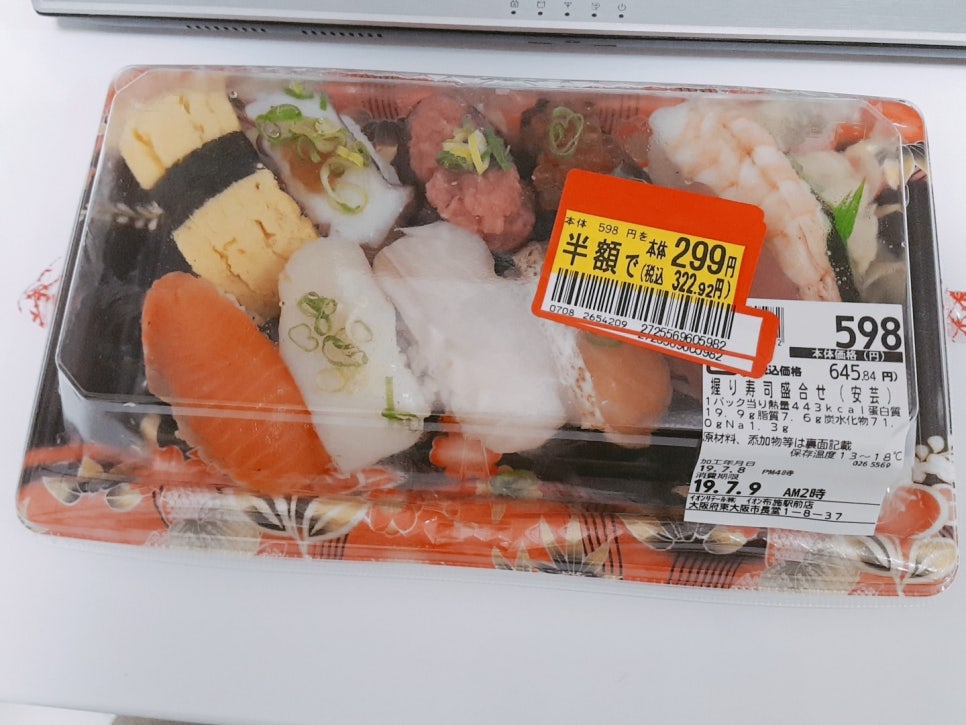 本体 598 円を
半額で
本体 299円
(税込 322.92円)
0708 2654209 2725569605982
2725569605982
598
本体価格(円)
税込価格 645.84 円)
握り寿司盛合せ(安芸)
1パック当り熱量443kcal蛋白質
19.9g脂質7.6g炭水化物71.
0gNa1.3g
原材料、添加物等は裏面記載
保存温度13〜18℃
026 5569
加工年月日
19.7.8 PM4時
消費期限
19.7.9 AM2時
イオンリテール㈱ イオン布施駅前店
大阪府東大阪市長堂1-8-37